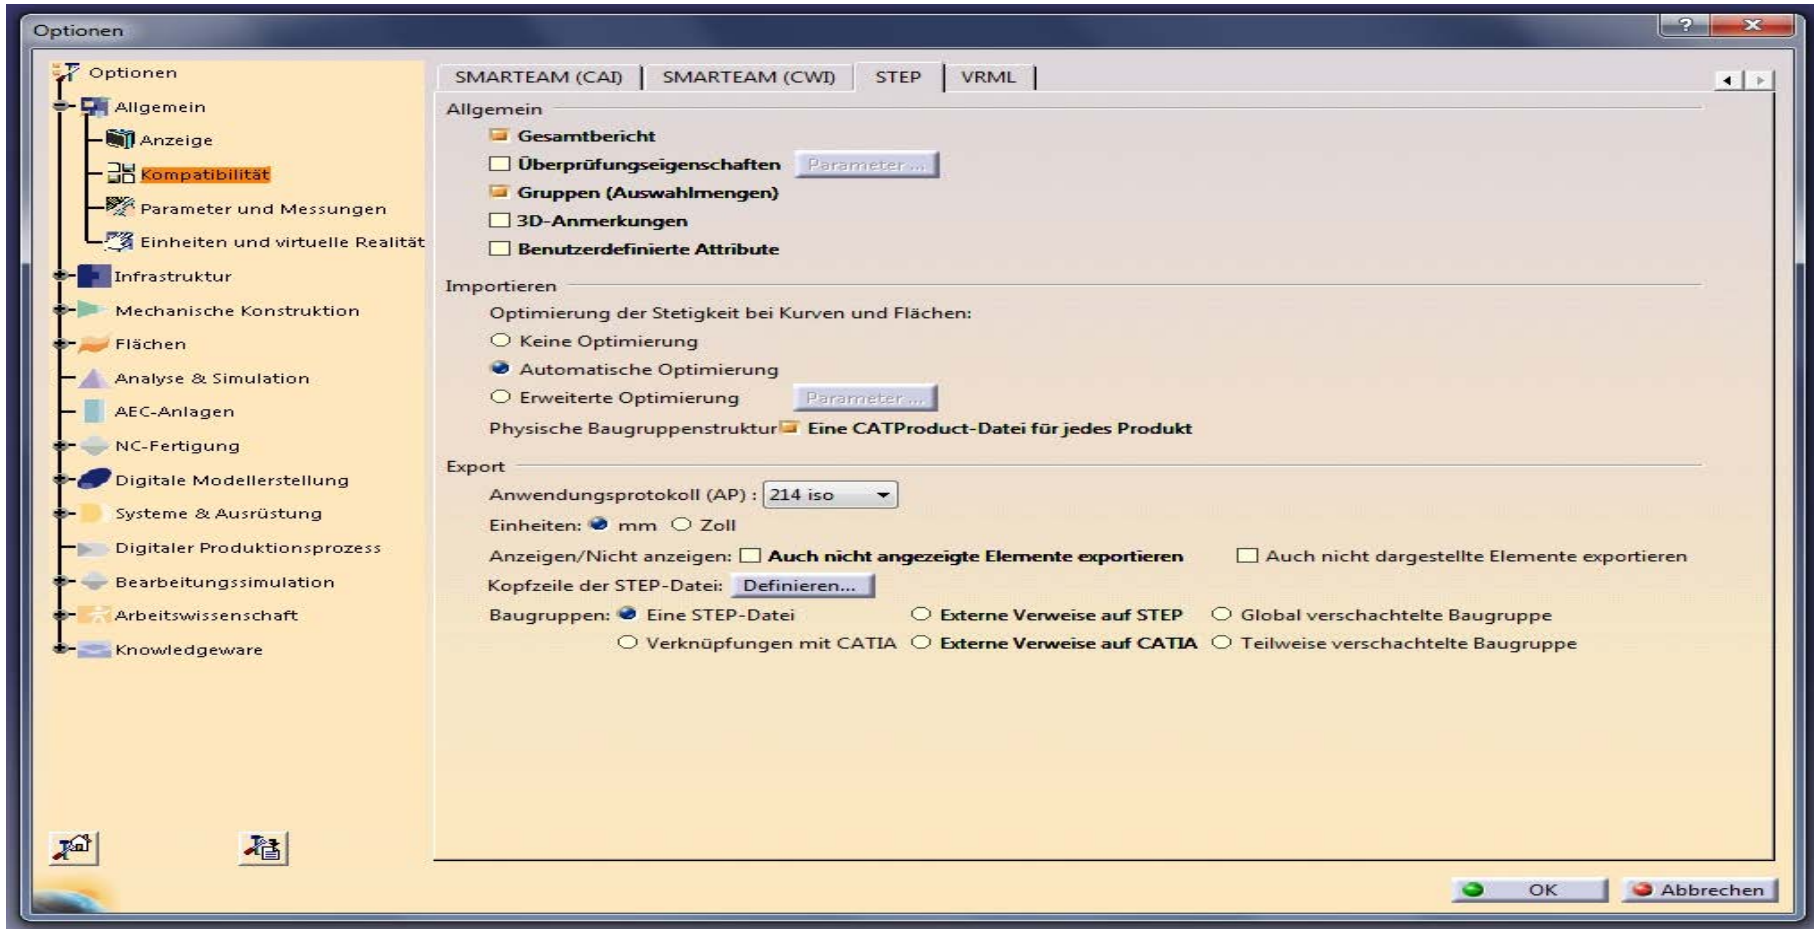 Optionen
Optionen
Allgemein
Anzeige
Kompatibilität
Parameter und Messungen
Einheiten und virtuelle Realität
Infrastruktur
Mechanische Konstruktion
Flächen
Analyse & Simulation
AEC-Anlagen
NC-Fertigung
Digitale Modellerstellung
Systeme & Ausrüstung
Digitaler Produktionsprozess
Bearbeitungssimulation
Arbeitswissenschaft
Knowledgeware
SMARTEAM (CAI) SMARTEAM (CWI) STEP VRML
Allgemein
Gesamtbericht
Überprüfungseigenschaften Parameter ...
Gruppen (Auswahlmengen)
3D-Anmerkungen
Benutzerdefinierte Attribute
Importieren
Optimierung der Stetigkeit bei Kurven und Flächen:
Keine Optimierung
Automatische Optimierung
Erweiterte Optimierung Parameter ...
Physische Baugruppenstruktur Eine CATProduct-Datei für jedes Produkt
Export
Anwendungsprotokoll (AP) : 214 iso
Einheiten: mm Zoll
Anzeigen/Nicht anzeigen: Auch nicht angezeigte Elemente exportieren Auch nicht dargestellte Elemente exportieren
Kopfzeile der STEP-Datei: Definieren...
Baugruppen: Eine STEP-Datei Externe Verweise auf STEP Global verschachtelte Baugruppe
Verknüpfungen mit CATIA Externe Verweise auf CATIA Teilweise verschachtelte Baugruppe
OK Abbrechen